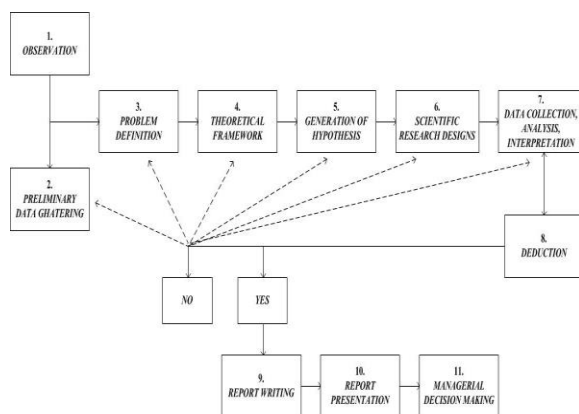 1.
OBSERVATION
3.
PROBLEM
DEFINITION
4.
THEORETICAL
FRAMEWORK
5.
GENERATION OF
HYPOTHESIS
6.
SCIENTIFIC
RESEARCH DESIGNS
7.
DATA COLLECTION,
ANALYSIS,
INTERPRETATION
2.
PRELIMINARY
DATA GHATERING
8.
DEDUCTION
NO
YES
9.
REPORT WRITING
10.
REPORT
PRESENTATION
11.
MANAGERIAL
DECISION MAKING